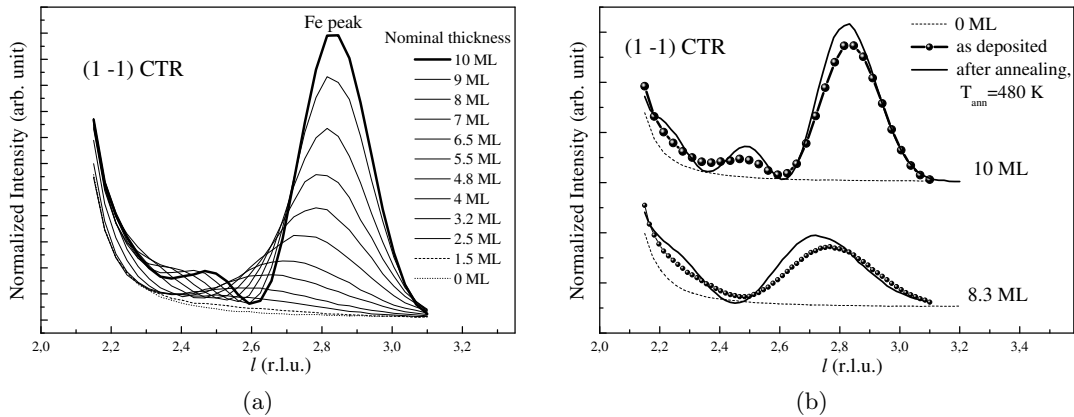 (a)
Normalized Intensity (arb. unit)
(1 -1) CTR
Fe peak
Nominal thickness
10 ML
9 ML
8 ML
7 ML
6.5 ML
5.5 ML
4.8 ML
4 ML
3.2 ML
2.5 ML
1.5 ML
0 ML
2,0 2,2 2,4 2,6 2,8 3,0 3,2
l (r.l.u.)
(a)
b)
Normalized Intensity (arb. unit)
(1 -1) CTR
0 ML
as deposited
after annealing,
T_ann=480 K
10 ML
8.3 ML
2,0 2,2 2,4 2,6 2,8 3,0 3,2 3,4
l (r.l.u.)
(b)